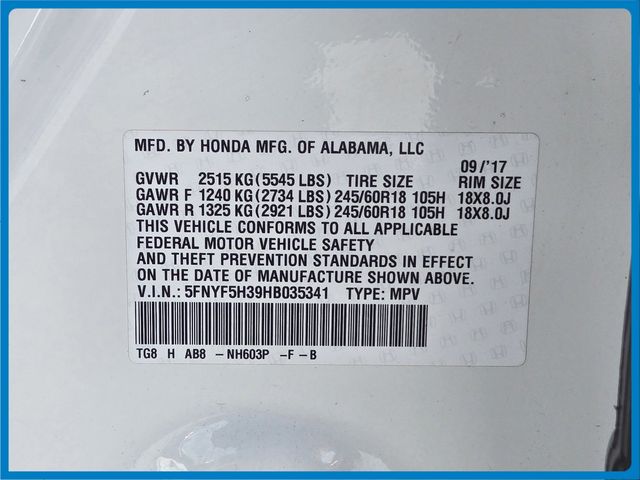 MFD. BY HONDA MFG. OF ALABAMA, LLC
09/'17
GVWR 2515 KG(5545 LBS) TIRE SIZE RIM SIZE
GAWR F 1240 KG(2734 LBS) 245/60R18 105H 18X8.0J
GAWR R 1325 KG(2921 LBS) 245/60R18 105H 18X8.0J
THIS VEHICLE CONFORMS TO ALL APPLICABLE
FEDERAL MOTOR VEHICLE SAFETY
AND THEFT PREVENTION STANDARDS IN EFFECT
ON THE DATE OF MANUFACTURE SHOWN ABOVE.
V.I.N.: 5FNYF5H39HB035341 TYPE: MPV
TG8 H AB8 -NH603P -F-B